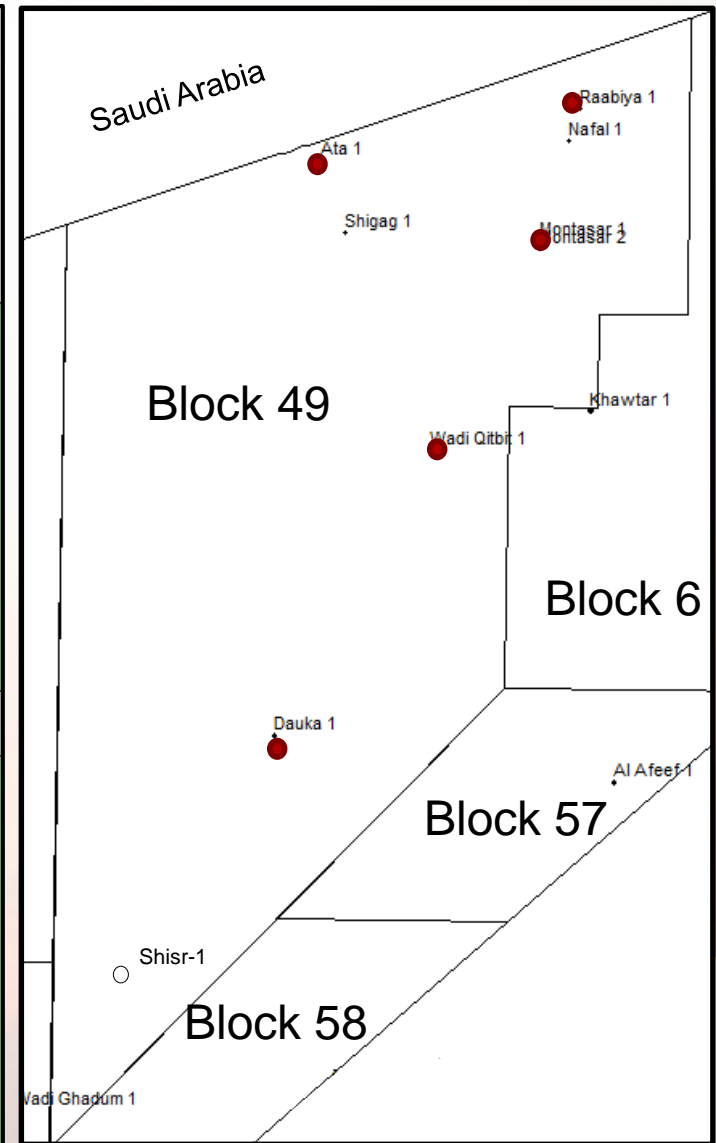 Saudi Arabia
Raabiya 1
Nafal 1
Ata 1
Shigag 1
Montasar 1
Montasar 2
Block 49
Khawtar 1
Wadi Qitbit 1
Block 6
Dauka 1
Al Afeef 1
Block 57
Shisr-1
Block 58
Wadi Ghadum 1